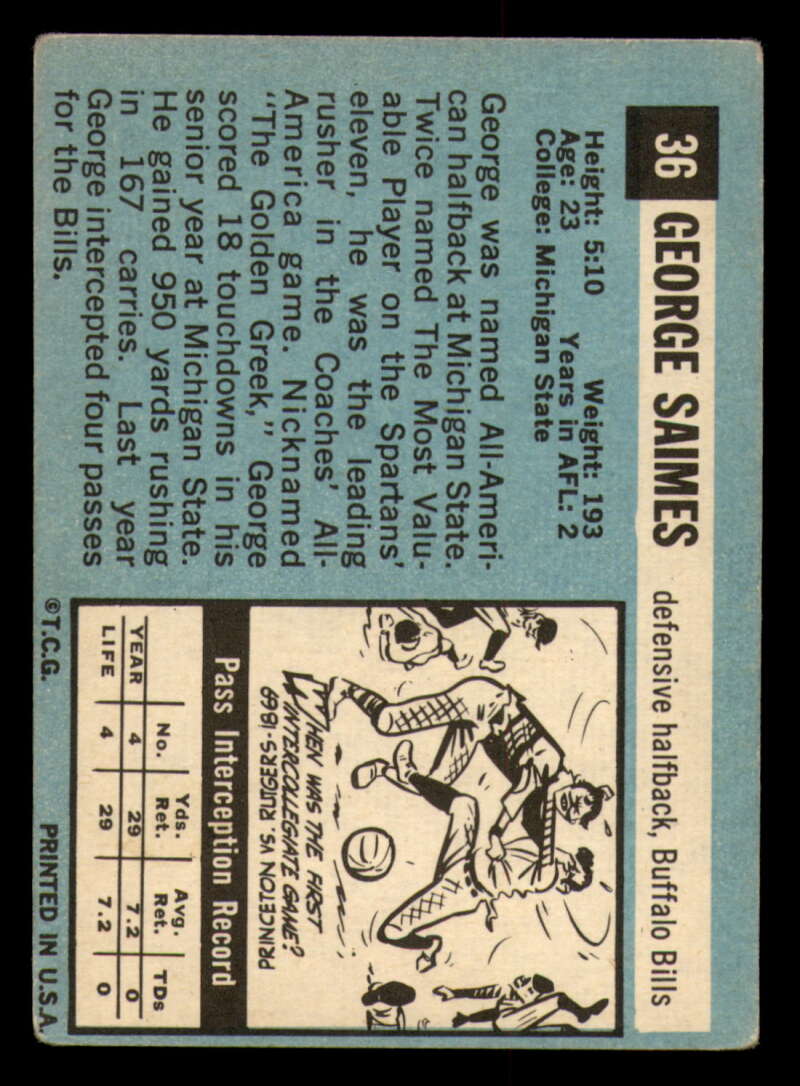 36 GEORGE SAIMES defensive halfback, Buffalo Bills
Height: 5:10 Weight: 193
Age: 23 Years in AFL: 2
College: Michigan State
George was named All-Ameri-
can halfback at Michigan State.
Twice named The Most Valu-
able Player on the Spartans'
eleven, he was the leading
rusher in the Coaches' All-
America game. Nicknamed
"The Golden Greek," George
scored 18 touchdowns in his
senior year at Michigan State.
He gained 950 yards rushing
in 167 carries. Last year
George intercepted four passes
for the Bills.
WHEN WAS THE FIRST
INTERCOLLEGIATE GAME?
PRINCETON VS. RUTGERS-1869
Pass Interception Record
No. Yds. Ret. Avg. Ret. TDs
YEAR 4 29 7.2 0
LIFE 4 29 7.2 0
©T.C.G. PRINTED IN U.S.A.